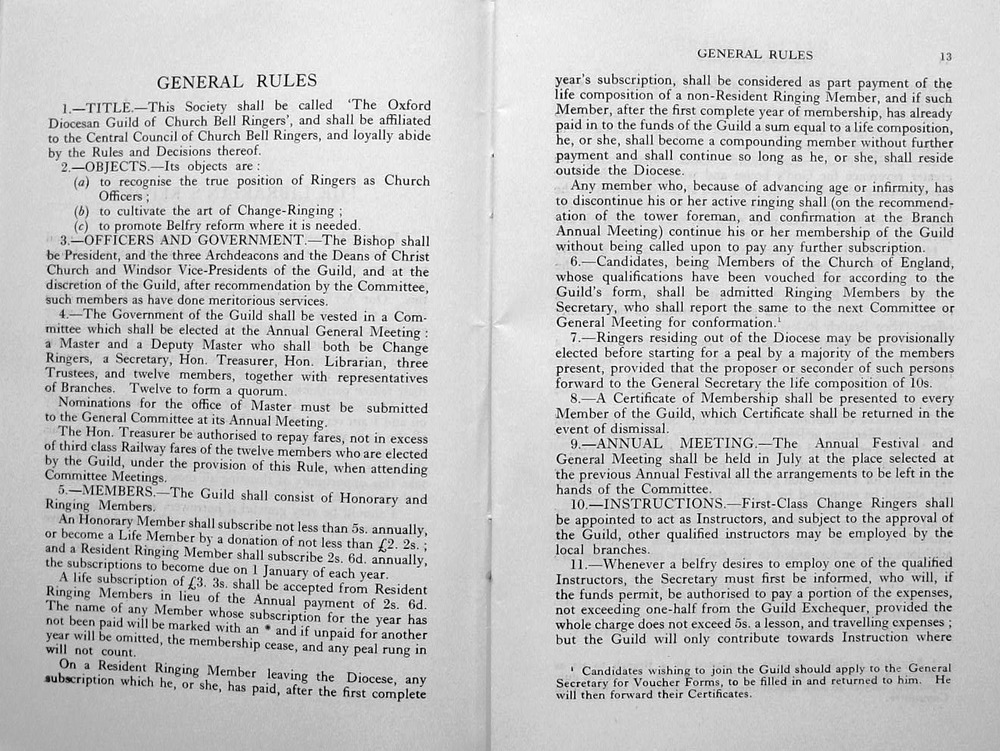 GENERAL RULES
1.—TITLE.—This Society shall be called 'The Oxford
Diocesan Guild of Church Bell Ringers', and shall be affiliated
to the Central Council of Church Bell Ringers, and loyally abide
by the Rules and Decisions thereof.
2.—OBJECTS.—Its objects are :
(a) to recognise the true position of Ringers as Church
Officers ;
(b) to cultivate the art of Change-Ringing ;
(c) to promote Belfry reform where it is needed.
3.—OFFICERS AND GOVERNMENT.—The Bishop shall
be President, and the three Archdeacons and the Deans of Christ
Church and Windsor Vice-Presidents of the Guild, and at the
discretion of the Guild, after recommendation by the Committee,
such members as have done meritorious services.
4.—The Government of the Guild shall be vested in a Com-
mittee which shall be elected at the Annual General Meeting :
a Master and a Deputy Master who shall both be Change
Ringers, a Secretary, Hon. Treasurer, Hon. Librarian, three
Trustees, and twelve members, together with representatives
of Branches. Twelve to form a quorum.
Nominations for the office of Master must be submitted
to the General Committee at its Annual Meeting.
The Hon. Treasurer be authorised to repay fares, not in excess
of third class Railway fares of the twelve members who are elected
by the Guild, under the provision of this Rule, when attending
Committee Meetings.
5.—MEMBERS.—The Guild shall consist of Honorary and
Ringing Members.
An Honorary Member shall subscribe not less than 5s. annually,
or become a Life Member by a donation of not less than £2. 2s. ;
and a Resident Ringing Member shall subscribe 2s. 6d. annually,
the subscriptions to become due on 1 January of each year.
A life subscription of £3. 3s. shall be accepted from Resident
Ringing Members in lieu of the Annual payment of 2s. 6d.
The name of any Member whose subscription for the year has
not been paid will be marked with an * and if unpaid for another
year will be omitted, the membership cease, and any peal rung in
will not count.
On a Resident Ringing Member leaving the Diocese, any
subscription which he, or she, has paid, after the first complete
GENERAL RULES 13
year's subscription, shall be considered as part payment of the
life composition of a non-Resident Ringing Member, and if such
Member, after the first complete year of membership, has already
paid in to the funds of the Guild a sum equal to a life composition,
he, or she, shall become a compounding member without further
payment and shall continue so long as he, or she, shall reside
outside the Diocese.
Any member who, because of advancing age or infirmity, has
to discontinue his or her active ringing shall (on the recommend-
ation of the tower foreman, and confirmation at the Branch
Annual Meeting) continue his or her membership of the Guild
without being called upon to pay any further subscription.
6.—Candidates, being Members of the Church of England,
whose qualifications have been vouched for according to the
Guild's form, shall be admitted Ringing Members by the
Secretary, who shall report the same to the next Committee or
General Meeting for conformation.¹
7.—Ringers residing out of the Diocese may be provisionally
elected before starting for a peal by a majority of the members
present, provided that the proposer or seconder of such persons
forward to the General Secretary the life composition of 10s.
8.—A Certificate of Membership shall be presented to every
Member of the Guild, which Certificate shall be returned in the
event of dismissal.
9.—ANNUAL MEETING.—The Annual Festival and
General Meeting shall be held in July at the place selected at
the previous Annual Festival all the arrangements to be left in the
hands of the Committee.
10.—INSTRUCTIONS.—First-Class Change Ringers shall
be appointed to act as Instructors, and subject to the approval of
the Guild, other qualified instructors may be employed by the
local branches.
11.—Whenever a belfry desires to employ one of the qualified
Instructors, the Secretary must first be informed, who will, if
the funds permit, be authorised to pay a portion of the expenses,
not exceeding one-half from the Guild Exchequer, provided the
whole charge does not exceed 5s. a lesson, and travelling expenses ;
but the Guild will only contribute towards Instruction where
¹ Candidates wishing to join the Guild should apply to the General
Secretary for Voucher Forms, to be filled in and returned to him. He
will then forward their Certificates.